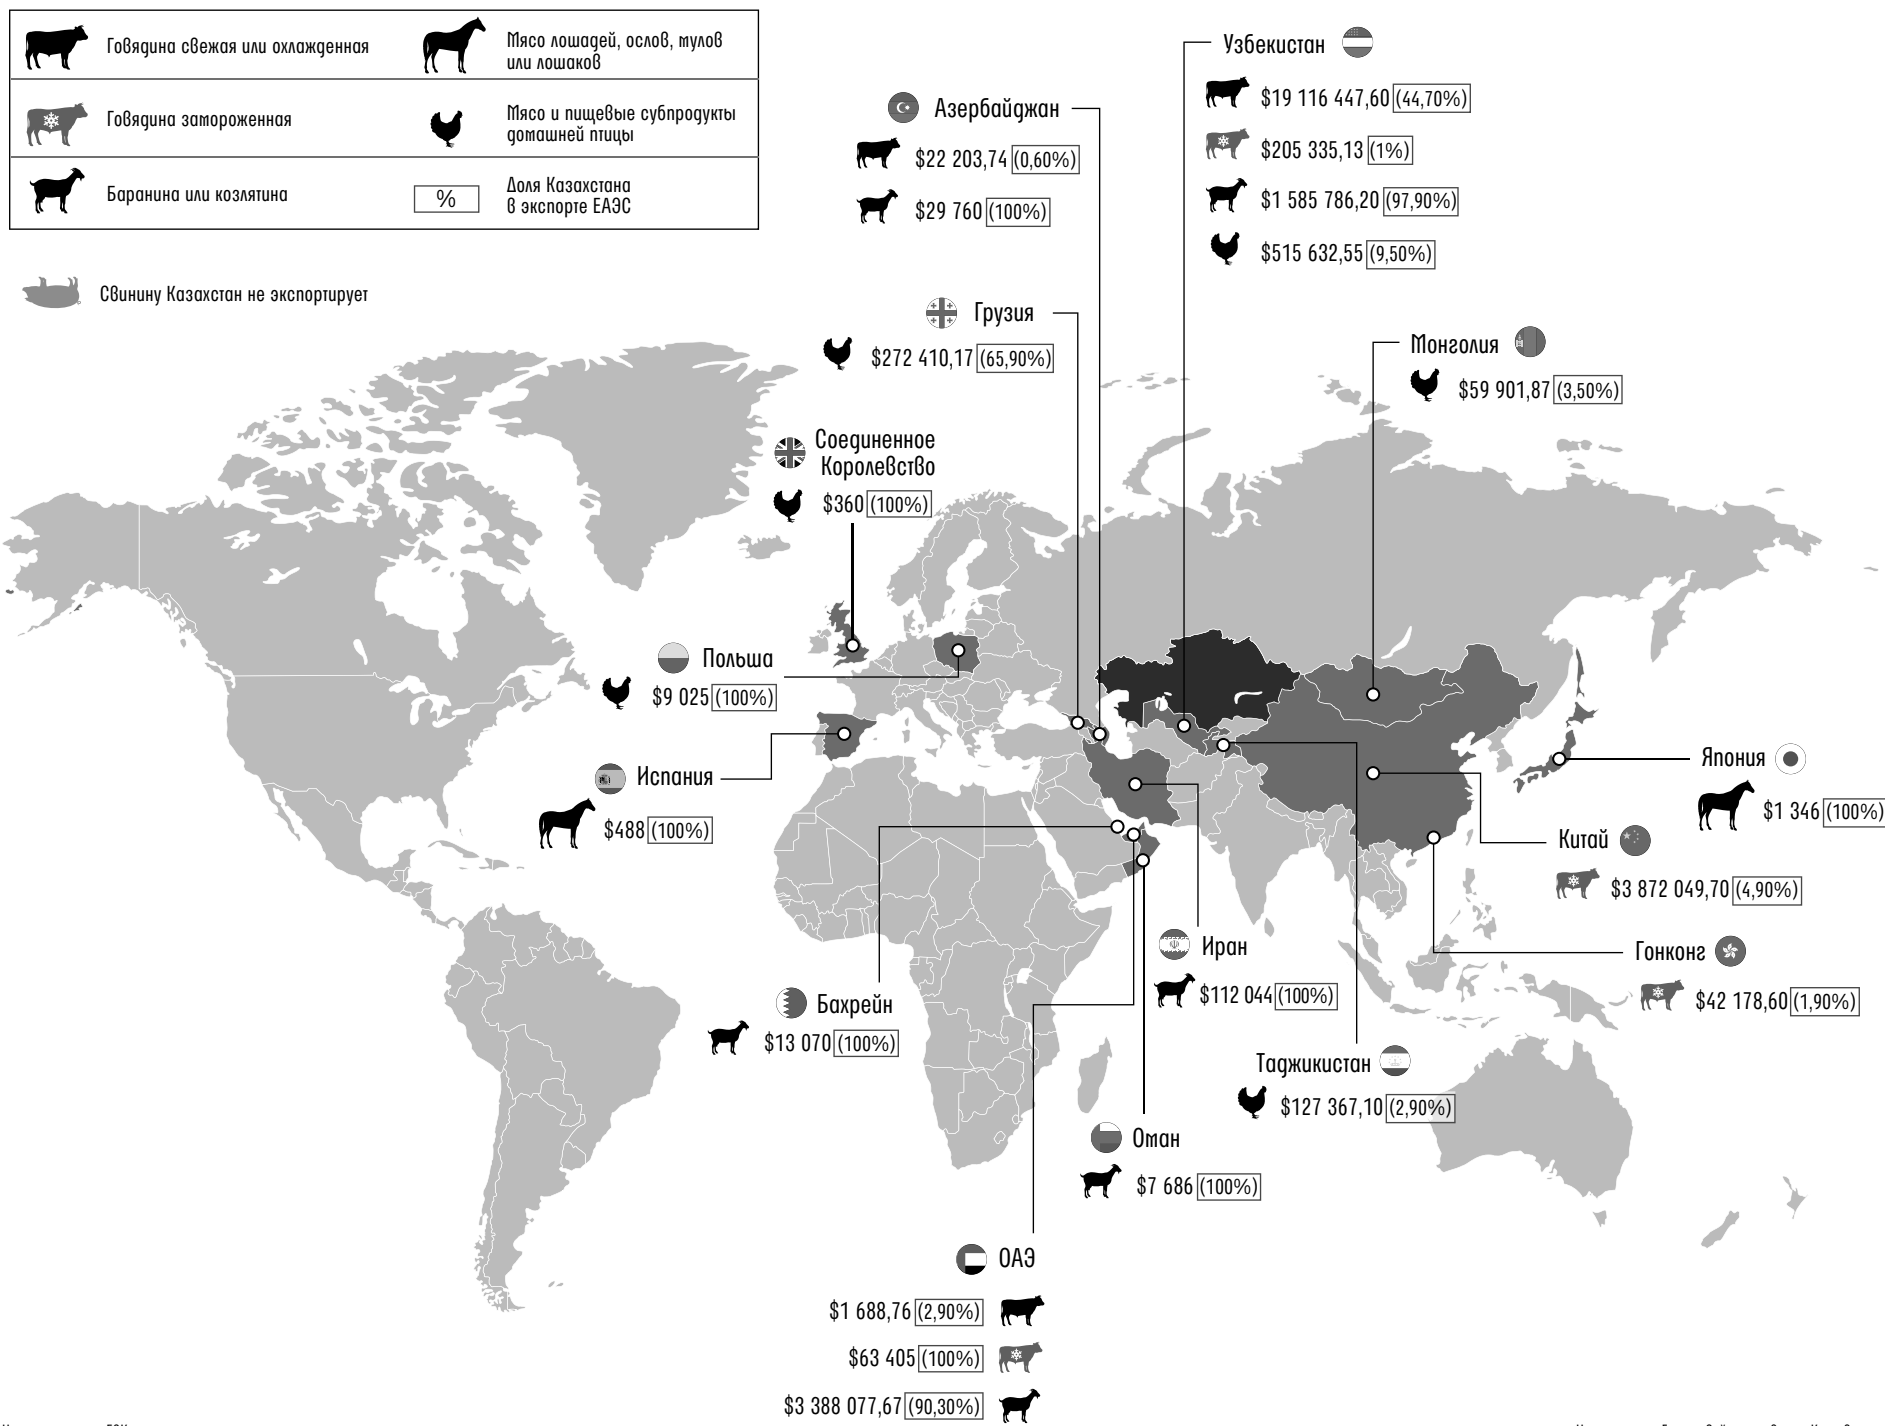 Говядина свежая или охлажденная
Мясо лошадей, ослов, мулов
или лошаков
Говядина замороженная
Мясо и пищевые субпродукты
домашней птицы
Баранина или козлятина
%
Доля Казахстана
в экспорте ЕАЭС
Свинину Казахстан не экспортирует
Узбекистан
$19 116 447,60 (44,70%)
$205 335,13 (1%)
$1 585 786,20 (97,90%)
$515 632,55 (9,50%)
Азербайджан
$22 203,74 (0,60%)
$29 760 (100%)
Грузия
$272 410,17 (65,90%)
Монголия
$59 901,87 (3,50%)
Соединенное
Королевство
$360 (100%)
Польша
$9 025 (100%)
Испания
$488 (100%)
Япония
$1 346 (100%)
Китай
$3 872 049,70 (4,90%)
Гонконг
$42 178,60 (1,90%)
Иран
$112 044 (100%)
Бахрейн
$13 070 (100%)
Таджикистан
$127 367,10 (2,90%)
Оман
$7 686 (100%)
ОАЭ
$1 688,76 (2,90%)
$63 405 (100%)
$3 388 077,67 (90,30%)